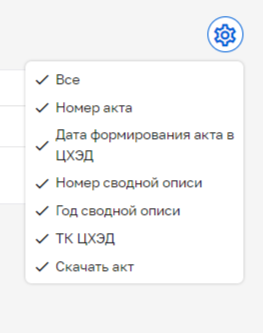 Все
Номер акта
Дата формирования акта в
ЦХЭД
Номер сводной описи
Год сводной описи
ТК ЦХЭД
Скачать акт